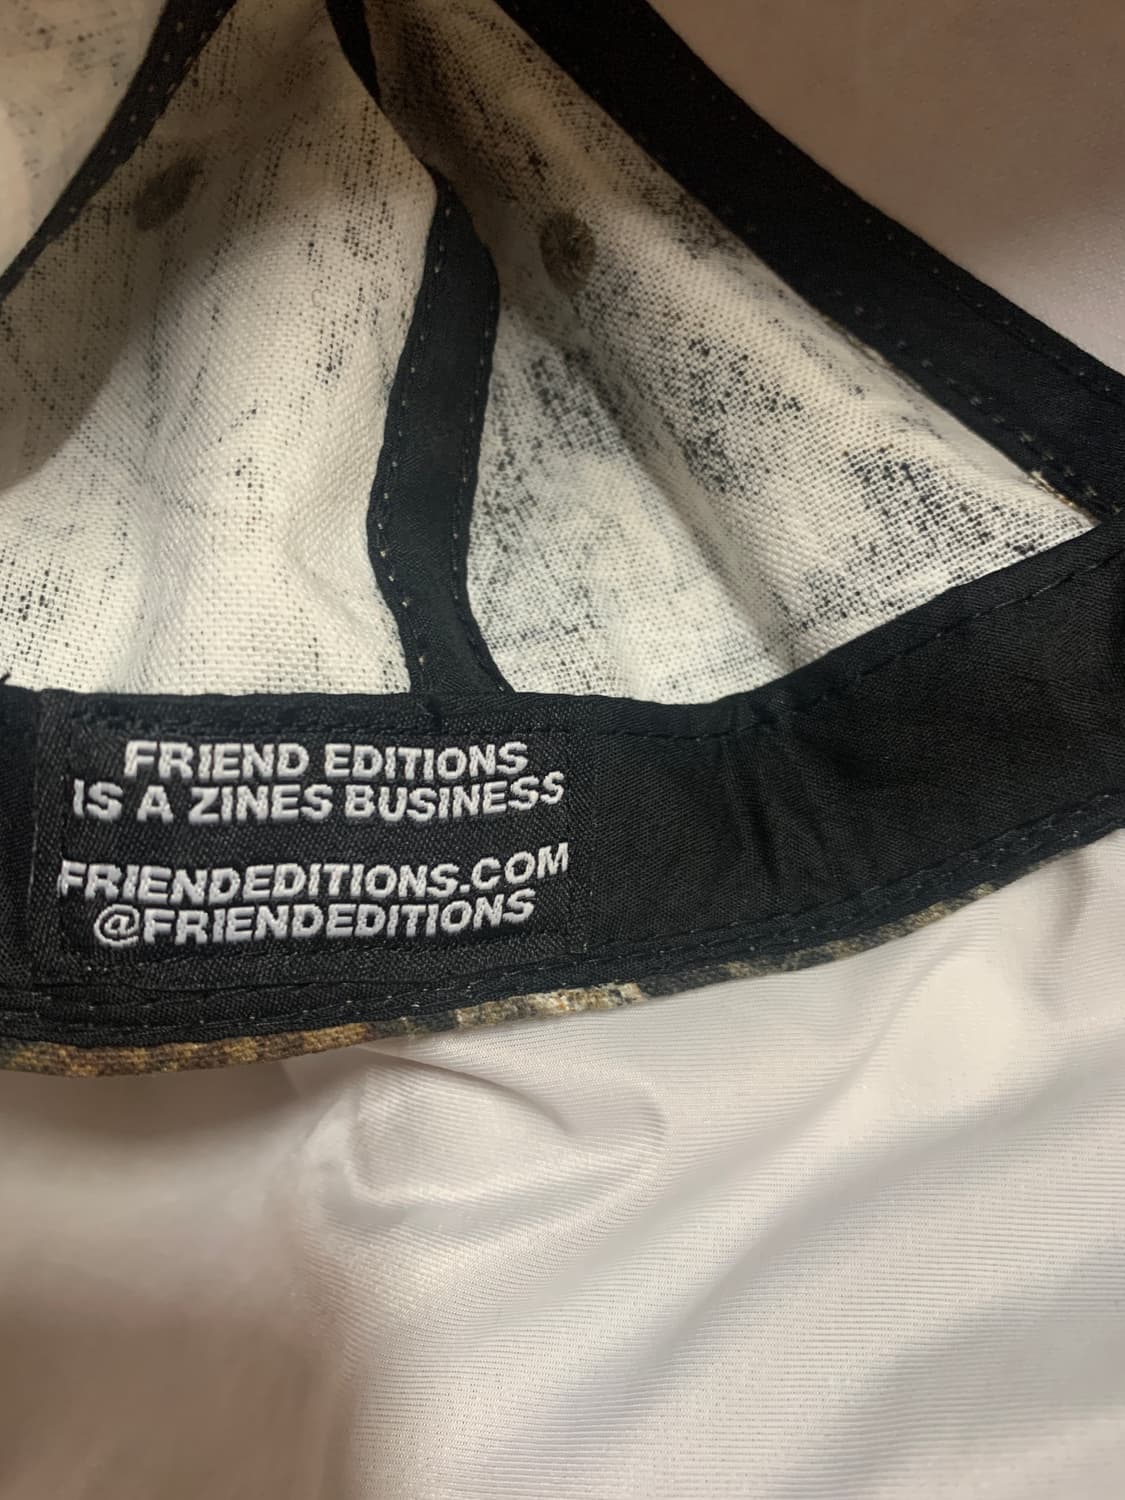 FRIEND EDITIONS
IS A ZINES BUSINESS
FRIENDEDITIONS.COM
@FRIENDEDITIONS